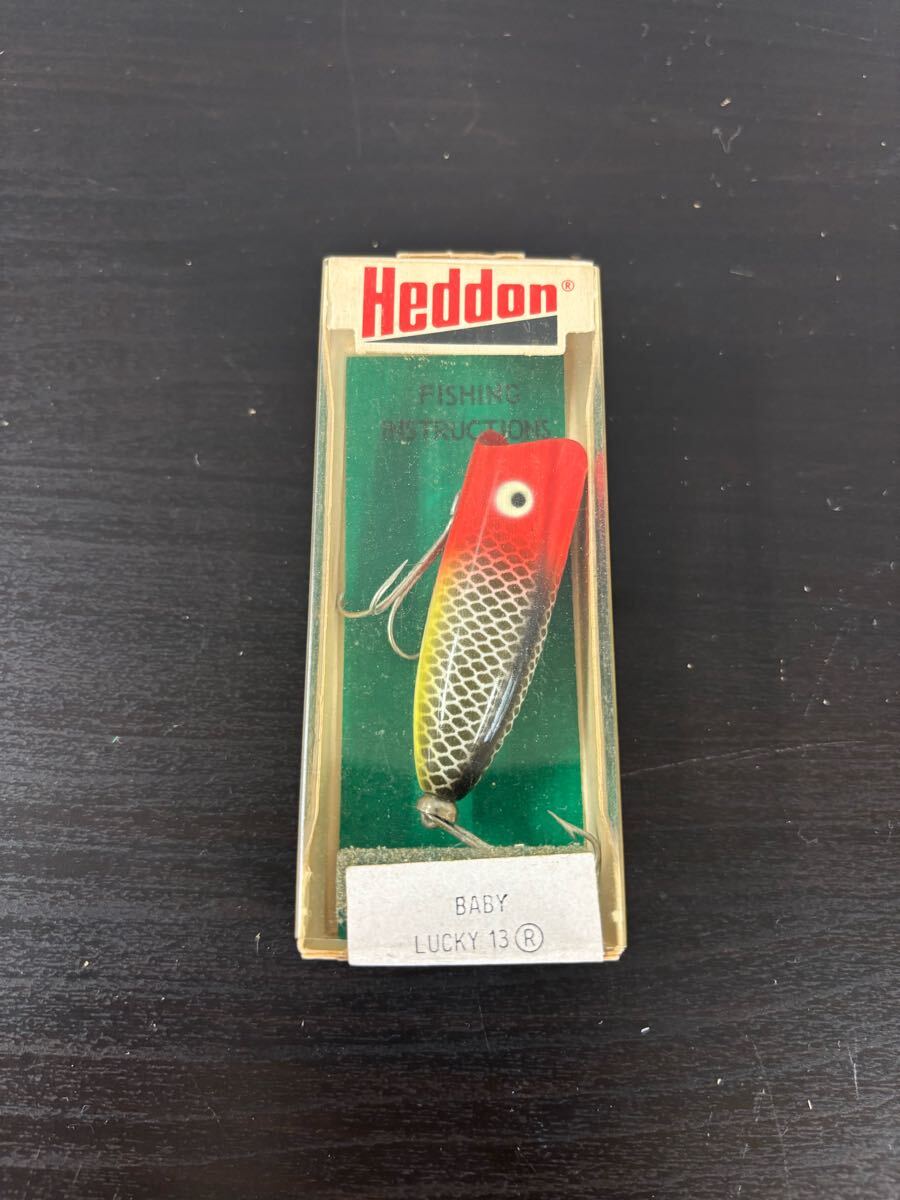 Heddon®
FISHING
INSTRUCTIONS
BABY
LUCKY 13 ®